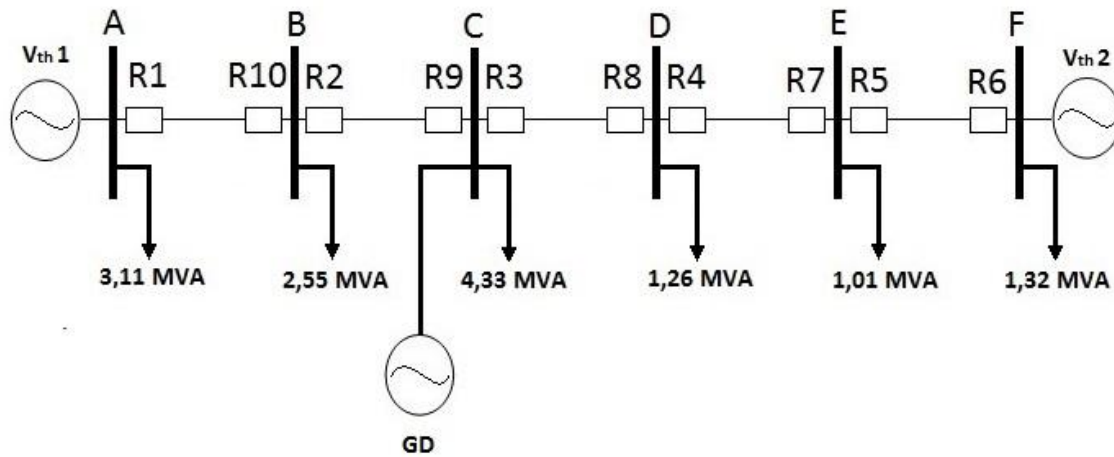 A B C D E F
Vth 1 R1 R10 R2 R9 R3 R8 R4 R7 R5 R6 Vth 2
3,11 MVA 2,55 MVA 4,33 MVA 1,26 MVA 1,01 MVA 1,32 MVA
GD